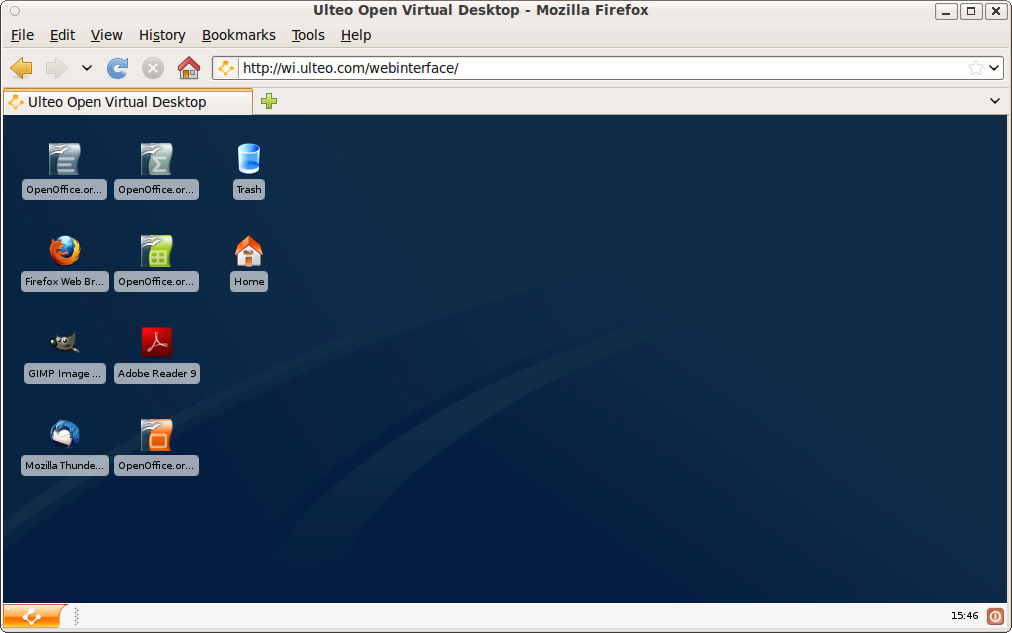 Ulteo Open Virtual Desktop - Mozilla Firefox
File Edit View History Bookmarks Tools Help
http://wi.ulteo.com/webinterface/
Ulteo Open Virtual Desktop
OpenOffice.or... OpenOffice.or... Trash
Firefox Web Br... OpenOffice.or... Home
GIMP Image ... Adobe Reader 9
Mozilla Thunde... OpenOffice.or...
15:46